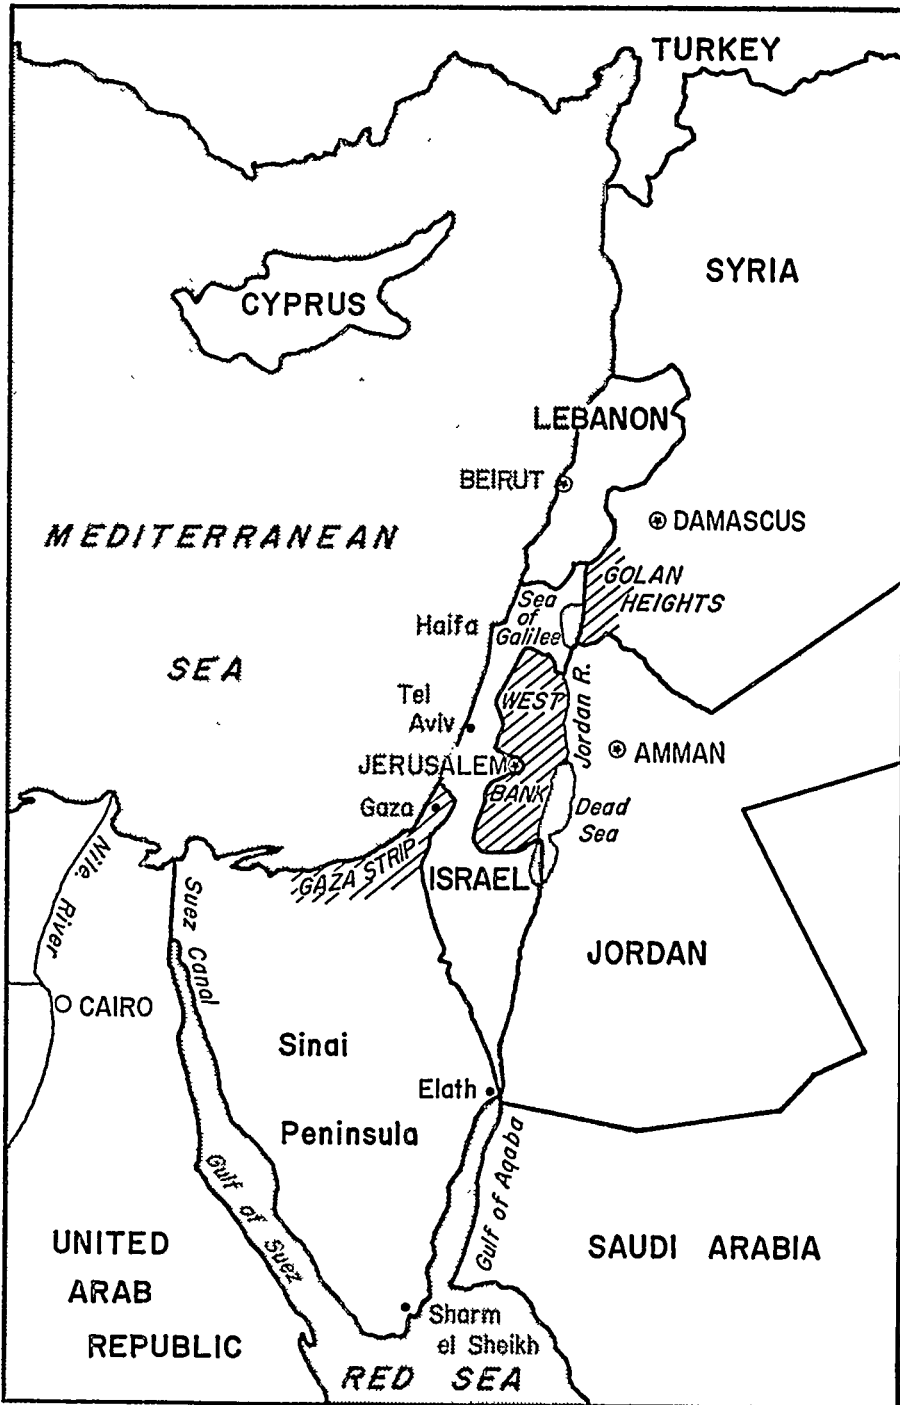 TURKEY
SYRIA
CYPRUS
LEBANON
BEIRUT
DAMASCUS
MEDITERRANEAN
SEA
GOLAN
HEIGHTS
Sea
of
Galilee
Haifa
Tel
Aviv
WEST
BANK
Jordan R.
JERUSALEM
AMMAN
Gaza
Dead
Sea
GAZA STRIP
ISRAEL
Nile
River
Suez Canal
JORDAN
CAIRO
Sinai
Peninsula
Elath
Gulf of Aqaba
Gulf of Suez
UNITED
ARAB
REPUBLIC
SAUDI ARABIA
Sharm
el Sheikh
RED SEA